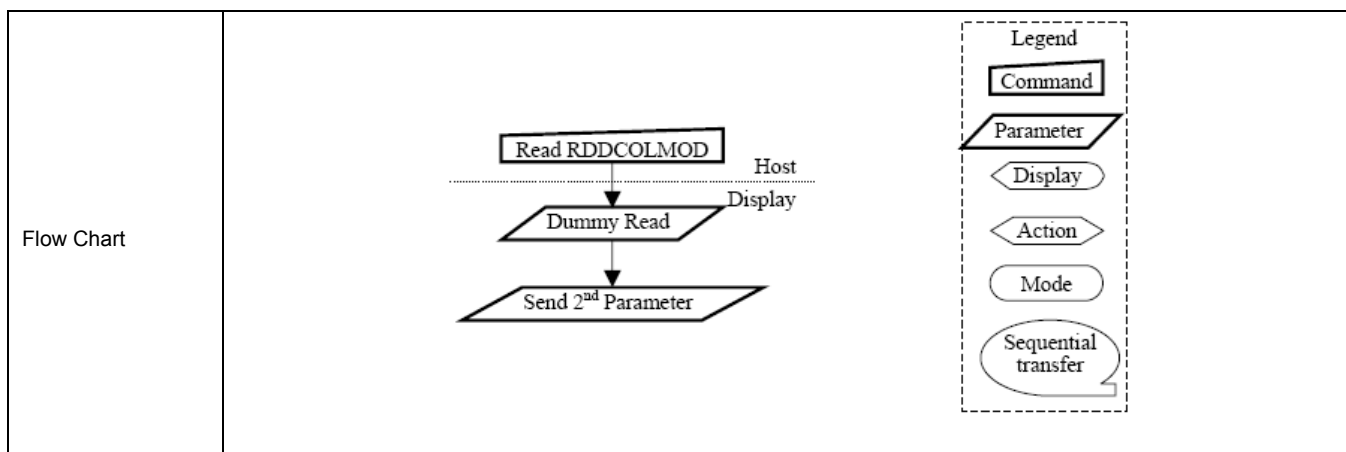 Flow Chart
Read RDDCOLMOD
Host
Display
Dummy Read
Send 2nd Parameter
Legend
Command
Parameter
Display
Action
Mode
Sequential
transfer